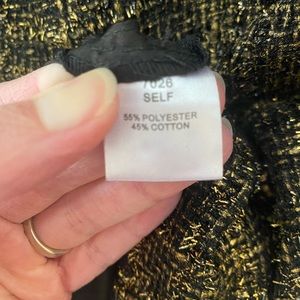 7026
SELF
55% POLYESTER
45% COTTON